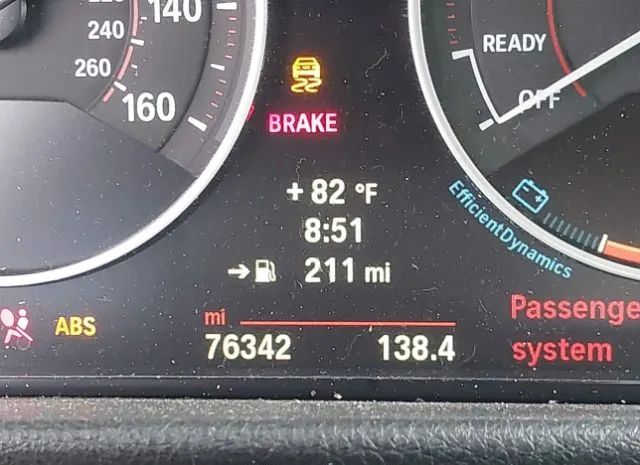 140
220
240
260
160
BRAKE
READY
OFF
+ 82 °F
8:51
→ 211 mi
EfficientDynamics
ABS
mi
76342 138.4
Passenge
system